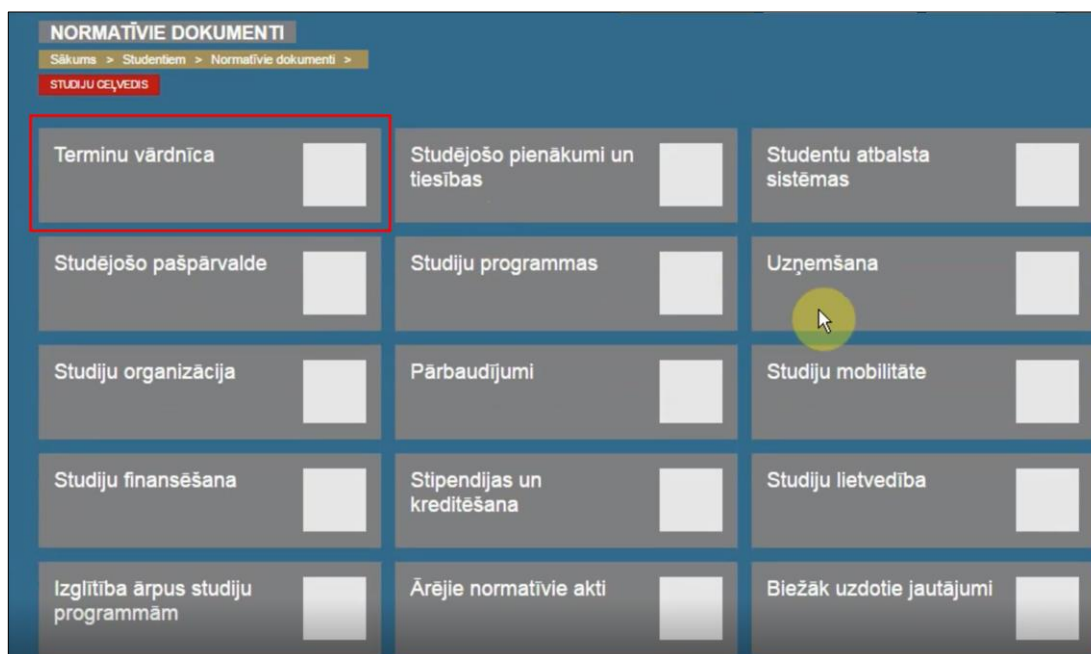 NORMATĪVIE DOKUMENTI
Sākums > Studentiem > Normatīvie dokumenti >
STUDIJU CEĻVEDIS
Terminu vārdnīca
Studējošo pienākumi un
tiesības
Studentu atbalsta
sistēmas
Studējošo pašpārvalde
Studiju programmas
Uzņemšana
Studiju organizācija
Pārbaudījumi
Studiju mobilitāte
Studiju finansēšana
Stipendijas un
kreditēšana
Studiju lietvedība
Izglītība ārpus studiju
programmām
Ārējie normatīvie akti
Biežāk uzdotie jautājumi